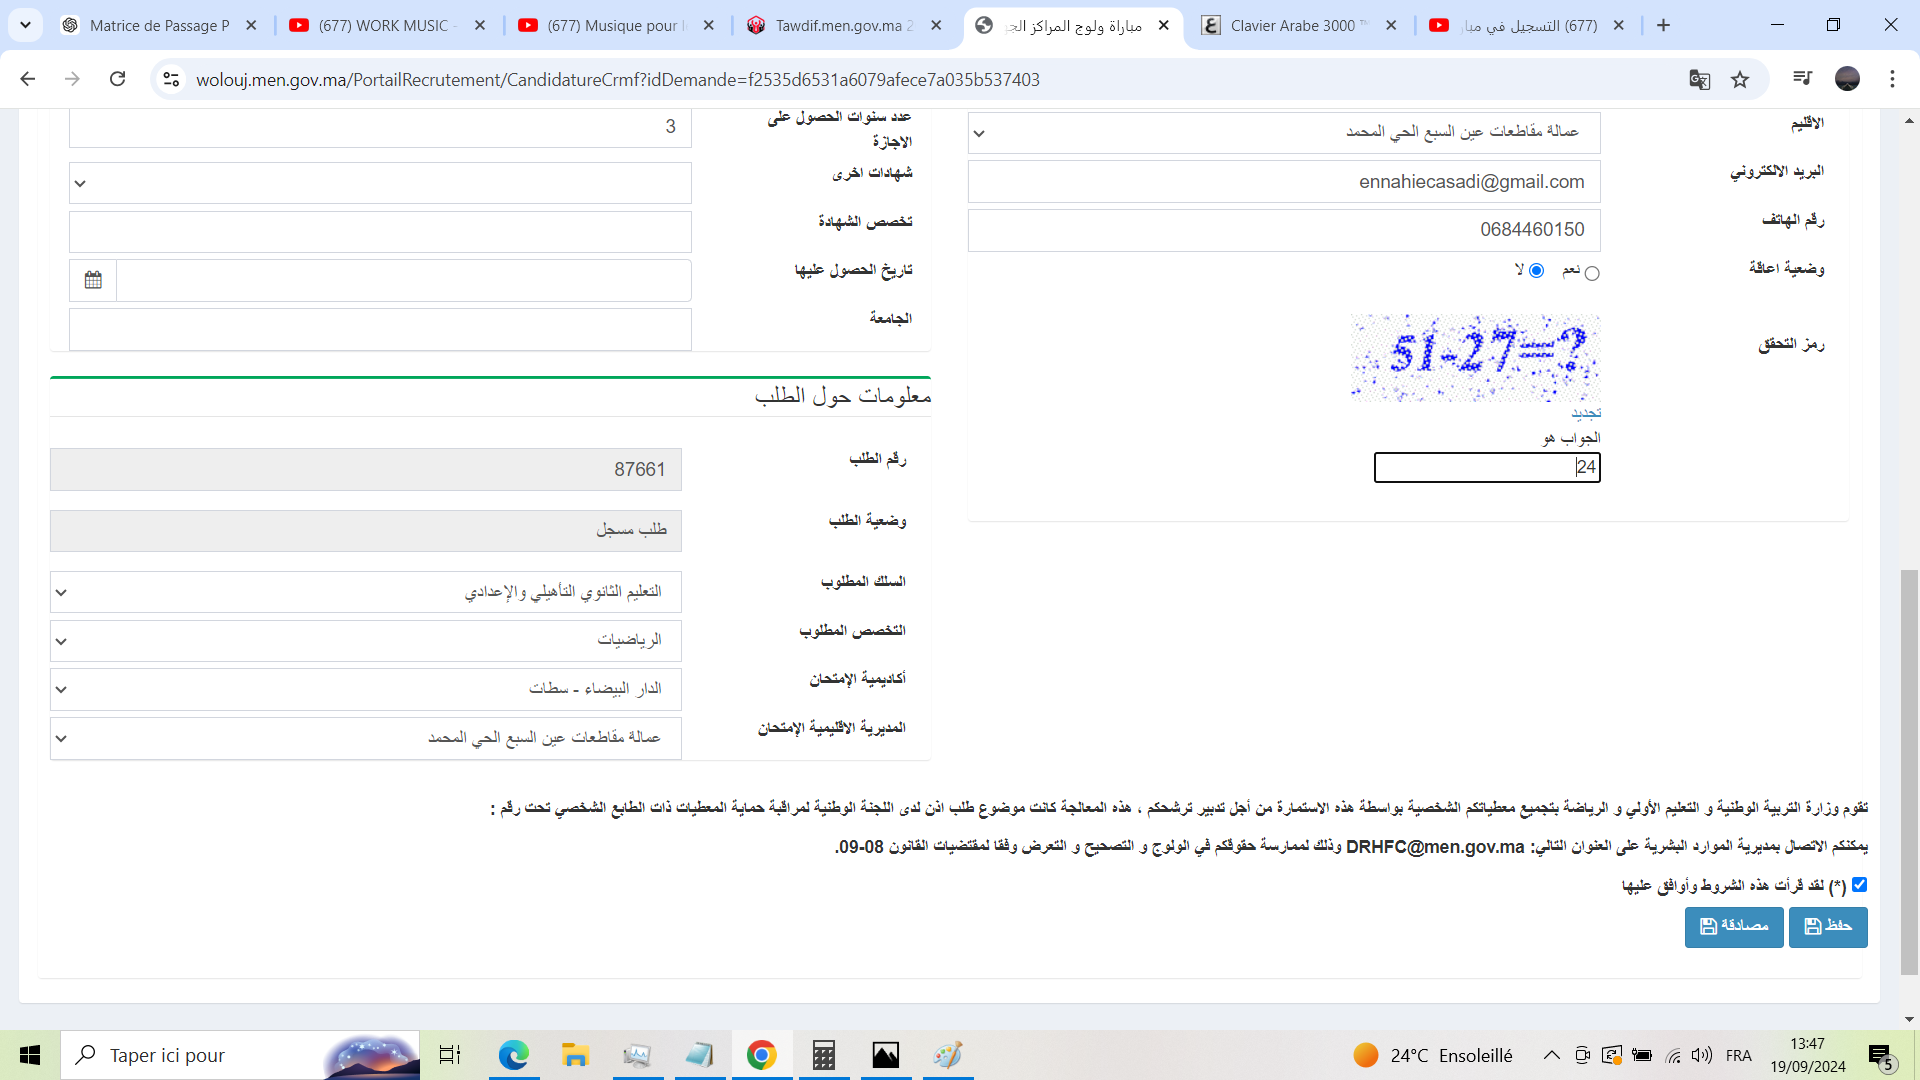 Matrice de Passage P
(677) WORK MUSIC -
(677) Musique pour l
Tawdif.men.gov.ma 2
مباراة ولوج المراكز الج
Clavier Arabe 3000 ™
(677) التسجيل في مبا
wolouj.men.gov.ma/PortailRecrutement/CandidatureCrmf?idDemande=f2535d6531a6079afece7a035b537403
الاقليم
عمالة مقاطعات عين السبع الحي المحمد
البريد الالكتروني
ennahiecasadi@gmail.com
رقم الهاتف
0684460150
وضعية اعاقة
نعم
لا
رمز التحقق
51-27=?
تجديد
الجواب هو
24
عدد سنوات الحصول على
الاجازة
3
شهادات اخرى
تخصص الشهادة
تاريخ الحصول عليها
الجامعة
معلومات حول الطلب
رقم الطلب
87661
وضعية الطلب
طلب مسجل
السلك المطلوب
التعليم الثانوي التأهيلي والإعدادي
التخصص المطلوب
الرياضيات
أكاديمية الإمتحان
الدار البيضاء - سطات
المديرية الاقليمية الإمتحان
عمالة مقاطعات عين السبع الحي المحمد
تقوم وزارة التربية الوطنية و التعليم الأولي و الرياضة بتجميع معطياتكم الشخصية بواسطة هذه الاستمارة من أجل تدبير ترشحكم ، هذه المعالجة كانت موضوع طلب اذن لدى اللجنة الوطنية لمراقبة حماية المعطيات ذات الطابع الشخصي تحت رقم :
يمكنكم الاتصال بمديرية الموارد البشرية على العنوان التالي: DRHFC@men.gov.ma وذلك لممارسة حقوقكم في الولوج و التصحيح و التعرض وفقا لمقتضيات القانون 08-09.
(*) لقد قرأت هذه الشروط وأوافق عليها
حفظ
مصادقة
Taper ici pour
24°C Ensoleillé
FRA
13:47
19/09/2024
5